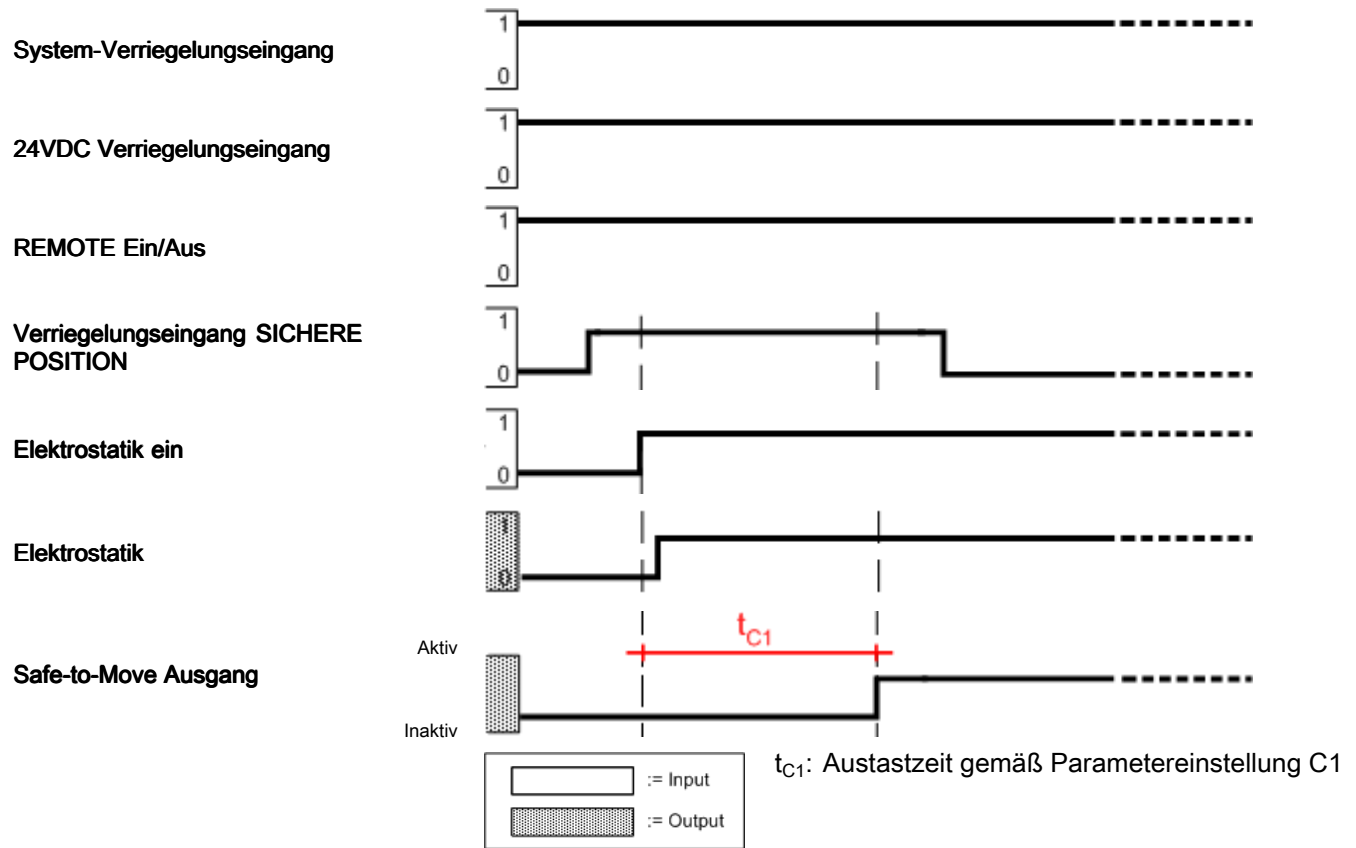 1
System-Verriegelungseingang
0
1
24VDC Verriegelungseingang
0
1
REMOTE Ein/Aus
0
1
Verriegelungseingang SICHERE
POSITION
0
1
Elektrostatik ein
0
1
Elektrostatik
0
tC1
Aktiv
Safe-to-Move Ausgang
Inaktiv
tC1: Austastzeit gemäß Parametereinstellung C1
:= Input
:= Output